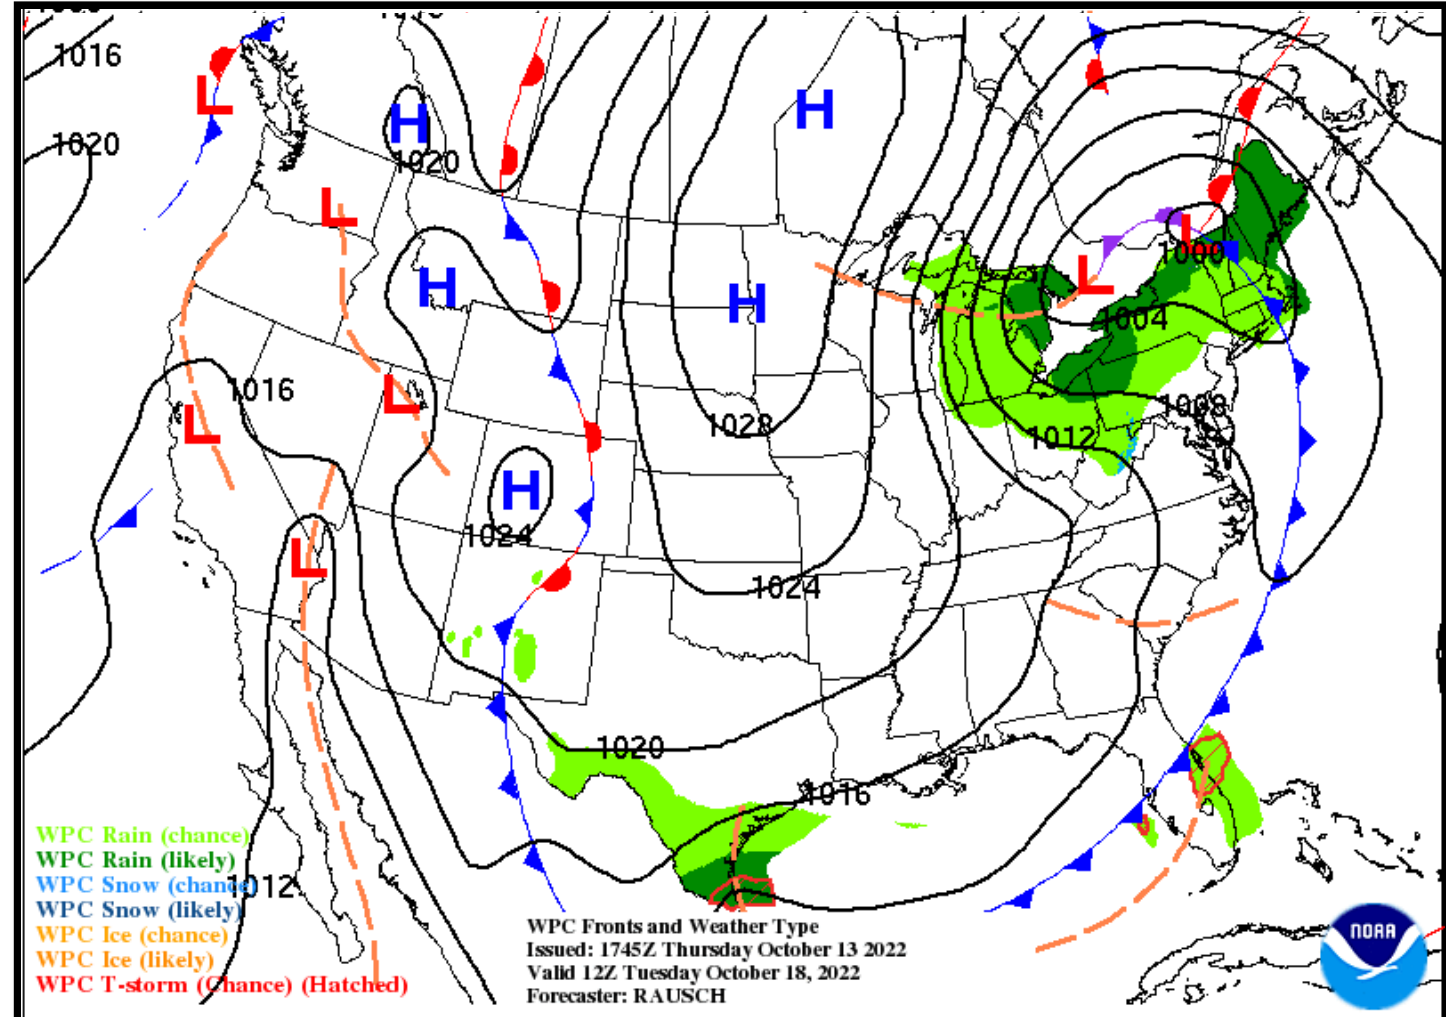 1016
1020
H
L
H
1020
L
L
L
1000
H
H
1004
1016
L
1008
L
1028
1012
H
1024
L
1024
1020
1016
WPC Rain (chance)
WPC Rain (likely)
WPC Snow (chance)
WPC Snow (likely)
WPC Ice (chance)
WPC Ice (likely)
WPC T-storm (Chance) (Hatched)
1012
WPC Fronts and Weather Type
Issued: 1745Z Thursday October 13 2022
Valid 12Z Tuesday October 18, 2022
Forecaster: RAUSCH
NOAA